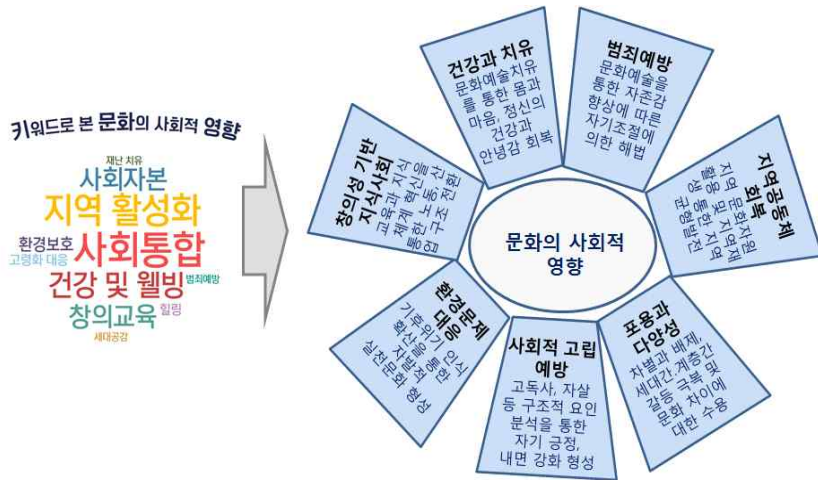 키워드로 본 문화의 사회적 영향
재난 치유
사회자본
지역 활성화
환경보호 사회통합
고령화 대응
건강 및 웰빙 범죄예방
창의교육 힐링
세대공감
문화의 사회적
영향
건강과 치유
문화예술치유
를 통한 몸과
마음, 정신의
건강과
안녕감 회복
범죄예방
문화예술을
통한 자존감
향상에 따른
자기조절에
의한 해법
지역공동체
회복
지역 문화자원
활용 및 지역재
생 통한 지역
균형발전
포용과
다양성
차별과 배제,
세대간.계층간
갈등 극복 및
문화 차이에
대한 수용
사회적 고립
예방
고독사, 자살
등 구조적 요인
분석을 통한
자기 긍정,
내면 강화 형성
환경문제
대응
기후위기 인식
확산을 통한
자발적
실천문화 형성
창의성 기반
지식사회
교육과 지식
체계 혁신을
통한 노동,산
업 구조 전환